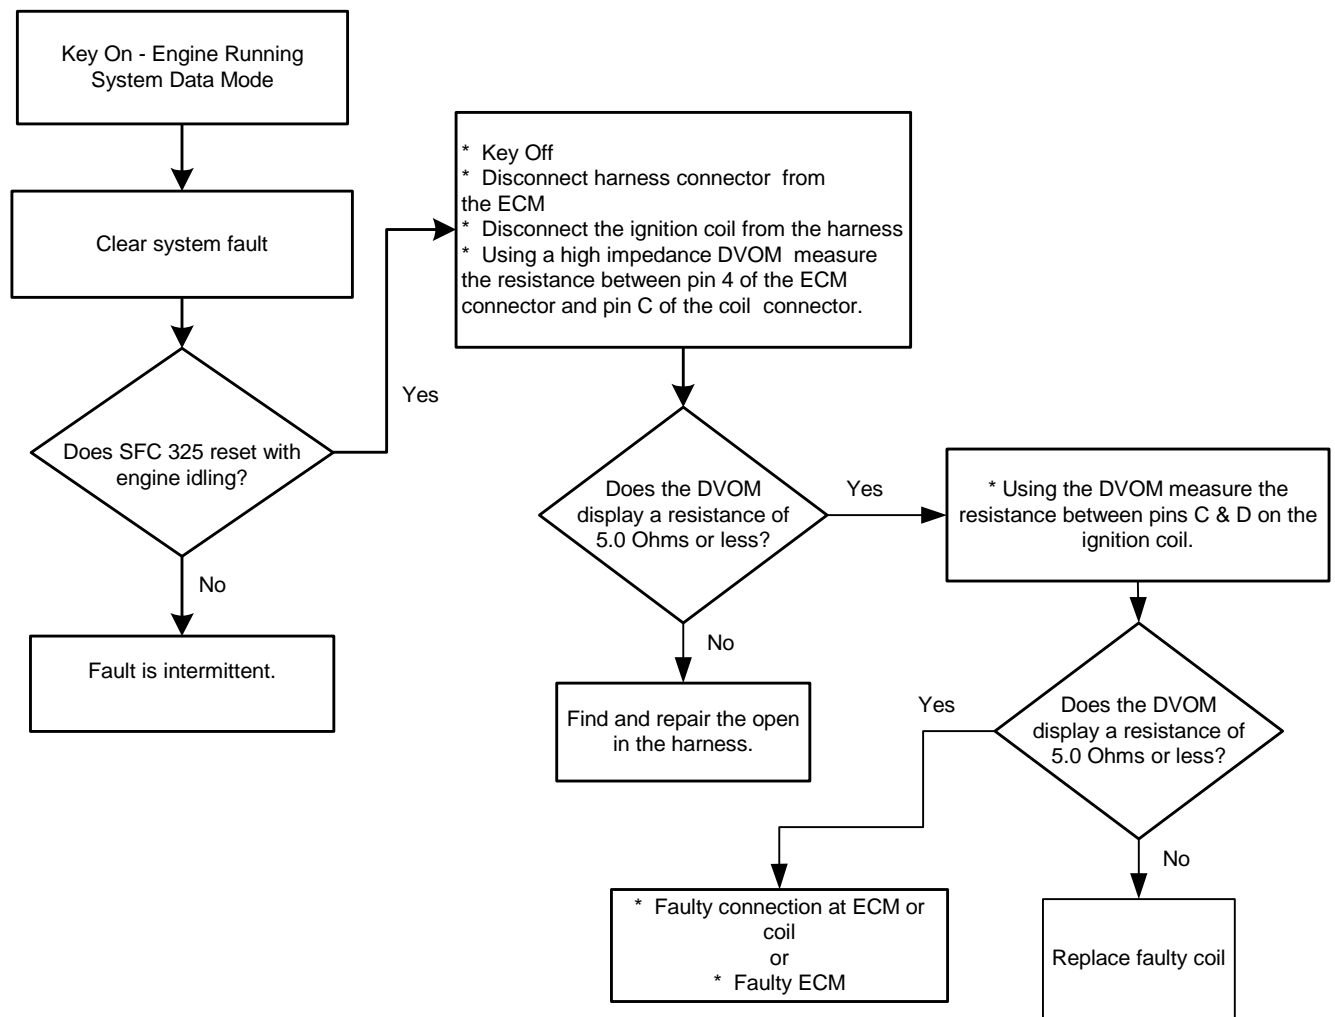 Key On - Engine Running
System Data Mode
Clear system fault
Does SFC 325 reset with
engine idling?
Yes
No
Fault is intermittent.
* Key Off
* Disconnect harness connector from
the ECM
* Disconnect the ignition coil from the harness
* Using a high impedance DVOM measure
the resistance between pin 4 of the ECM
connector and pin C of the coil connector.
Does the DVOM
display a resistance of
5.0 Ohms or less?
Yes
No
Find and repair the open
in the harness.
* Using the DVOM measure the
resistance between pins C & D on the
ignition coil.
Does the DVOM
display a resistance of
5.0 Ohms or less?
Yes
No
* Faulty connection at ECM or
coil
or
* Faulty ECM
Replace faulty coil